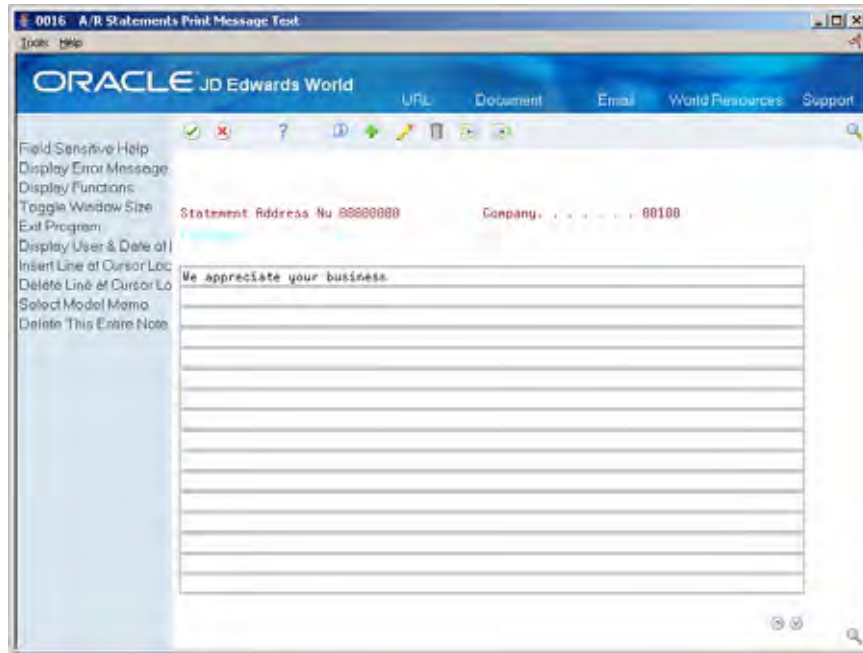 0016 A/R Statements Print Message Text
Tools Help
ORACLE JD Edwards World
URL Document Email World Resources Support
Field Sensitive Help
Display Error Message
Display Functions
Toggle Window Size
Exit Program
Display User & Date of
Insert Line at Cursor Loc
Delete Line at Cursor Lo
Select Model Memo
Delete This Entire Note
Statement Address Nu 00000000 Company. . . . . . . 00100
We appreciate your business